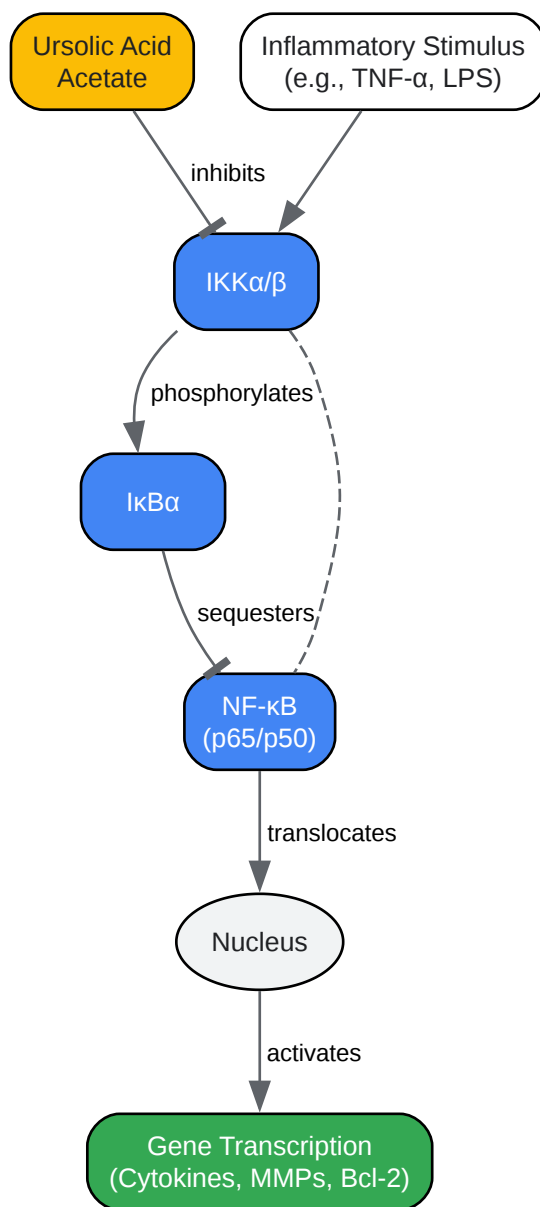 Ursolic Acid
Acetate
Inflammatory Stimulus
(e.g., TNF-α, LPS)
inhibits
IKKα/β
phosphorylates
IκBα
sequesters
NF-κB
(p65/p50)
translocates
Nucleus
activates
Gene Transcription
(Cytokines, MMPs, Bcl-2)